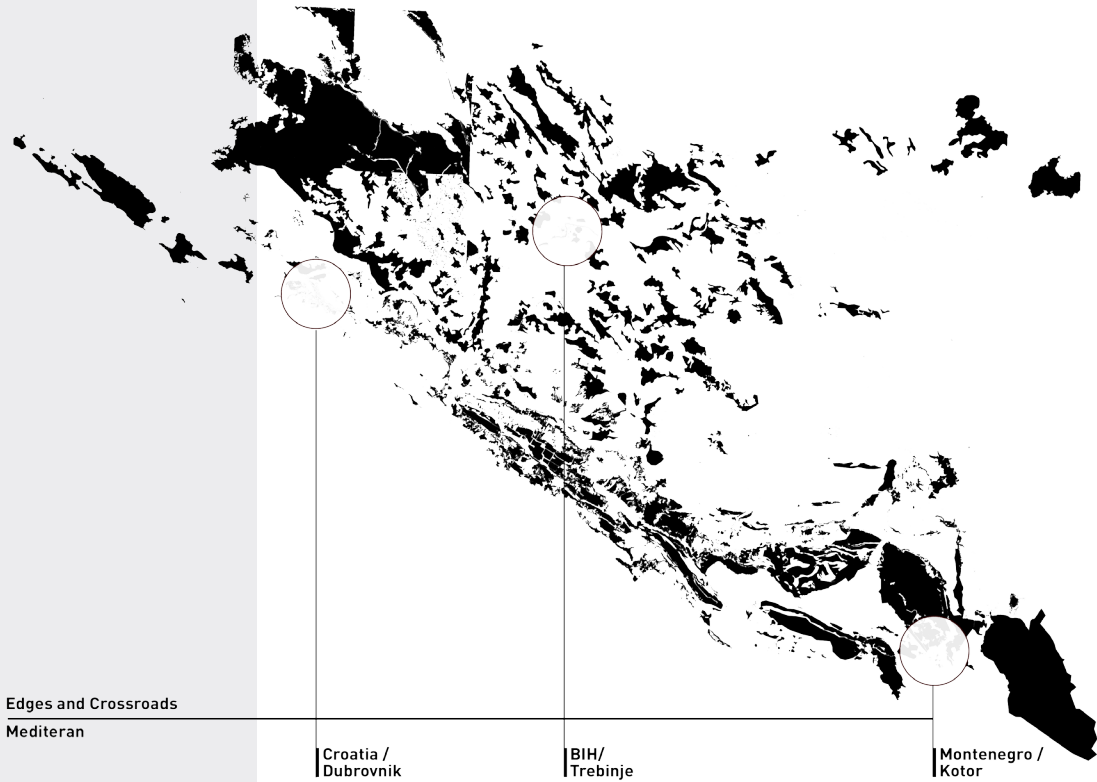 Edges and Crossroads
Mediteran
Croatia /
Dubrovnik
BIH/
Trebinje
Montenegro /
Kotor